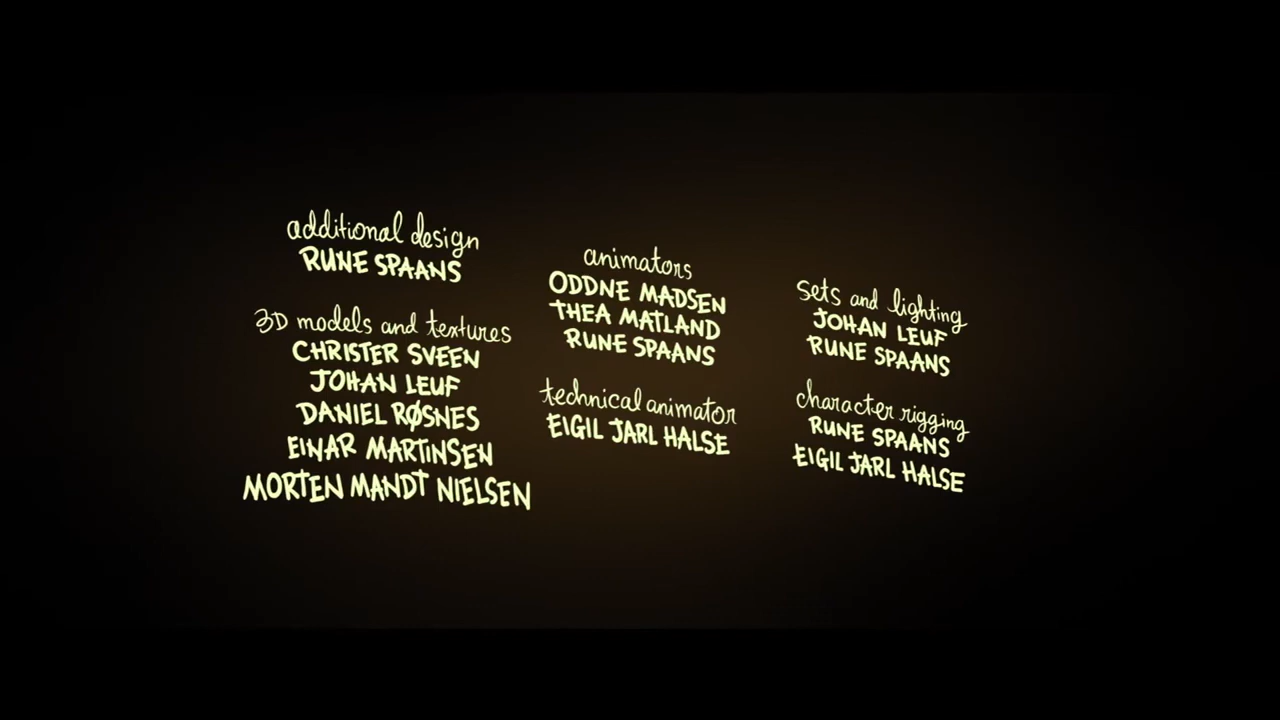 additional design
RUNE SPAANS
3D models and textures
CHRISTER SVEEN
JOHAN LEUF
DANIEL RØSNES
EINAR MARTINSEN
MORTEN MANDT NIELSEN
animators
ODDNE MADSEN
THEA MATLAND
RUNE SPAANS
technical animator
EIGIL JARL HALSE
sets and lighting
JOHAN LEUF
RUNE SPAANS
character rigging
RUNE SPAANS
EIGIL JARL HALSE